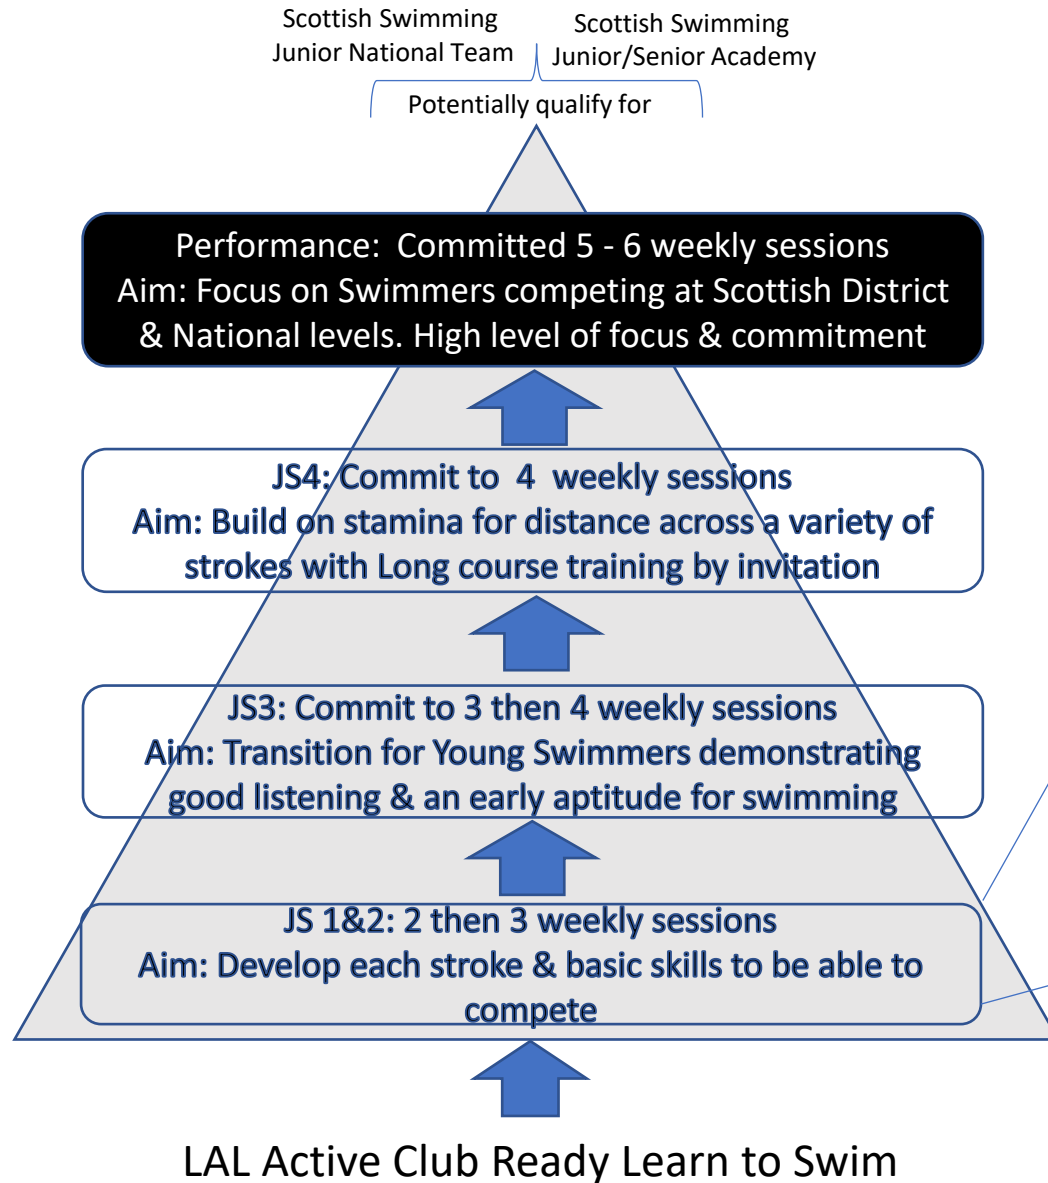 Scottish Swimming
Junior National Team
Scottish Swimming
Junior/Senior Academy
Potentially qualify for
Performance:  Committed 5 - 6 weekly sessions
Aim: Focus on Swimmers competing at Scottish District
& National levels. High level of focus & commitment
JS4: Commit to  4  weekly sessions
Aim: Build on stamina for distance across a variety of
strokes with Long course training by invitation
JS3: Commit to 3 then 4 weekly sessions
Aim: Transition for Young Swimmers demonstrating
good listening & an early aptitude for swimming
JS 1&2: 2 then 3 weekly sessions
Aim: Develop each stroke & basic skills to be able to
compete
LAL Active Club Ready Learn to Swim